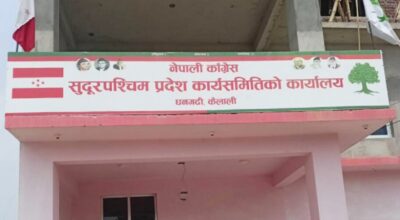 नेपाली कांग्रेस
सुदूरपश्चिम प्रदेश कार्यसमितिको कार्यालय
धनगढी, कैलाली